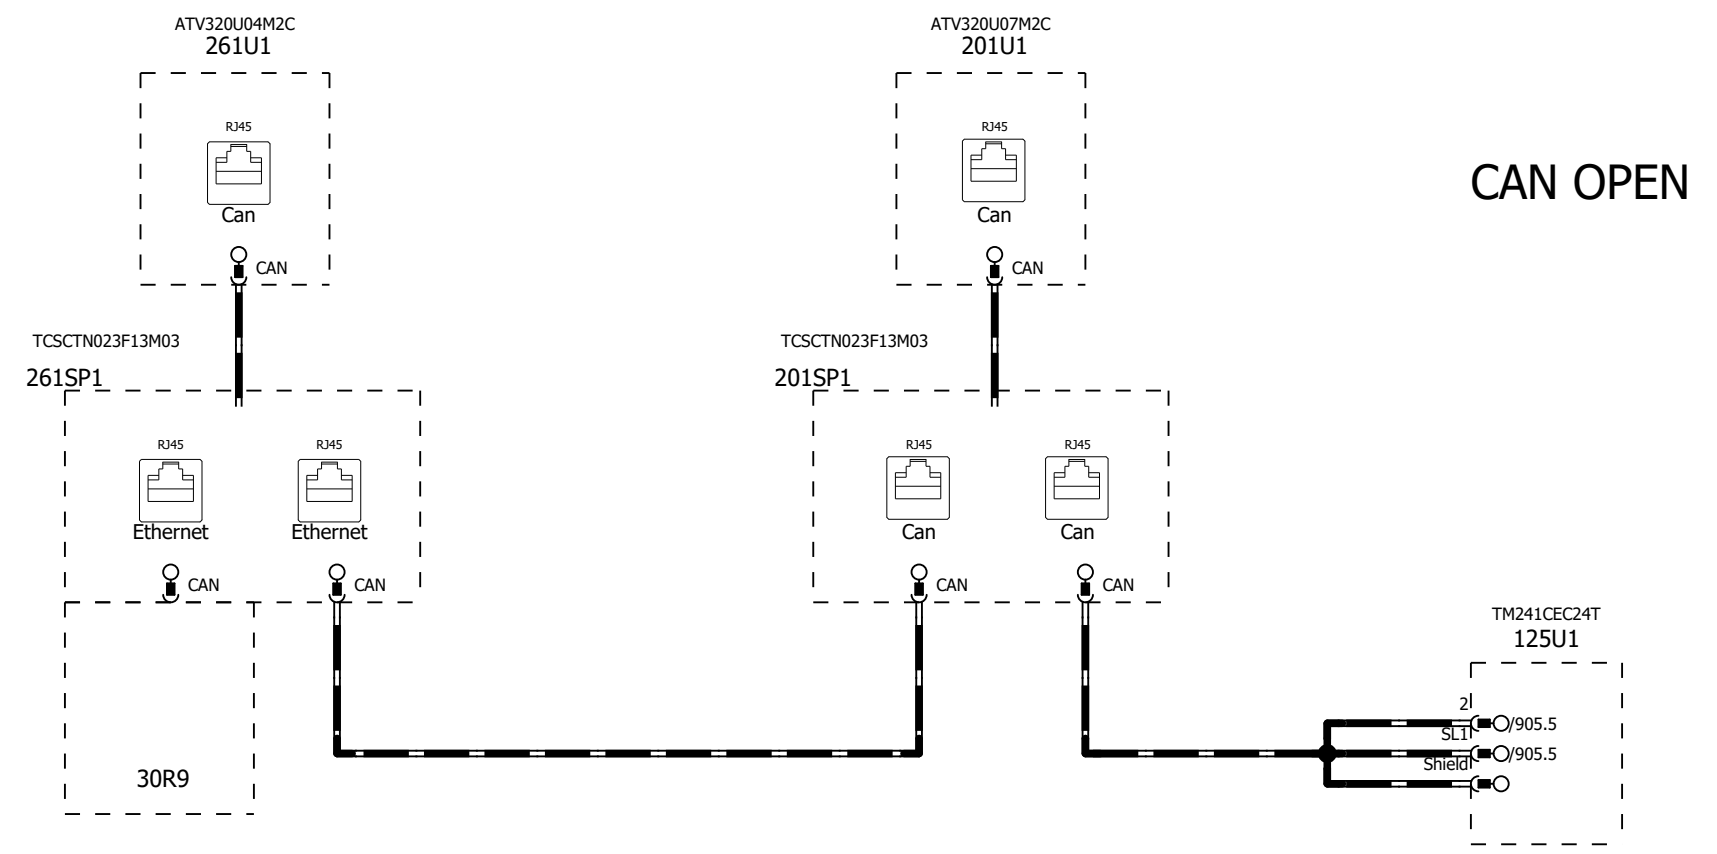 ATV320U04M2C
261U1
RJ45
Can
CAN
ATV320U07M2C
201U1
RJ45
Can
CAN
CAN OPEN
TCSCTN023F13M03
261SP1
RJ45
RJ45
Ethernet
Ethernet
CAN
CAN
30R9
TCSCTN023F13M03
201SP1
RJ45
RJ45
Can
Can
CAN
CAN
TM241CEC24T
125U1
2
/905.5
SL1
/905.5
Shield